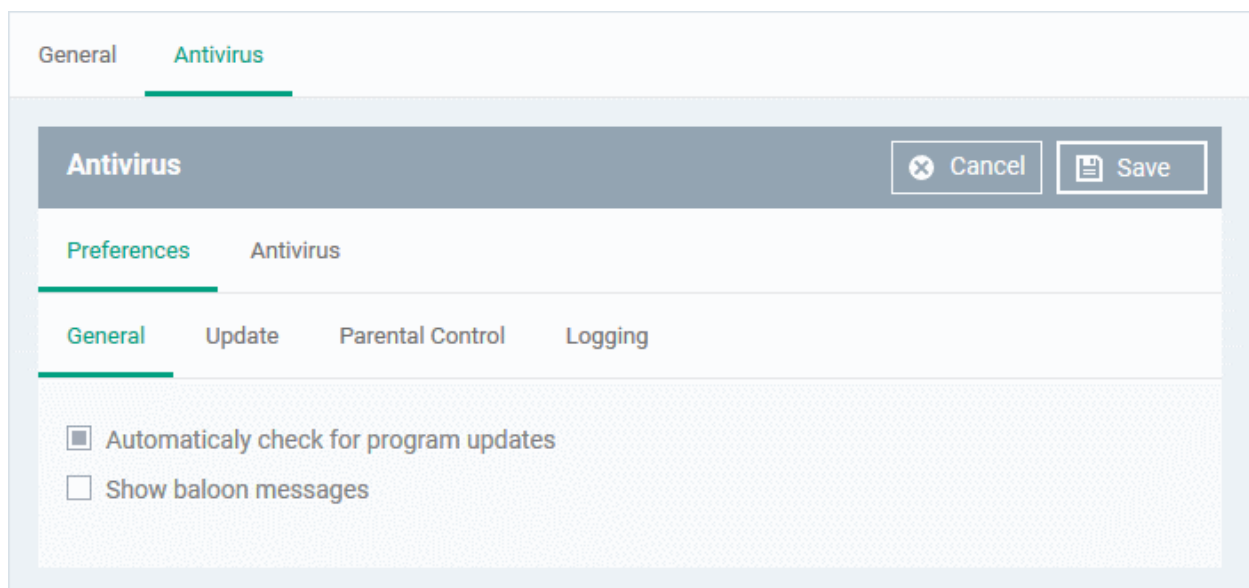 General Antivirus
Antivirus Cancel Save
Preferences Antivirus
General Update Parental Control Logging
Automaticaly check for program updates
Show baloon messages